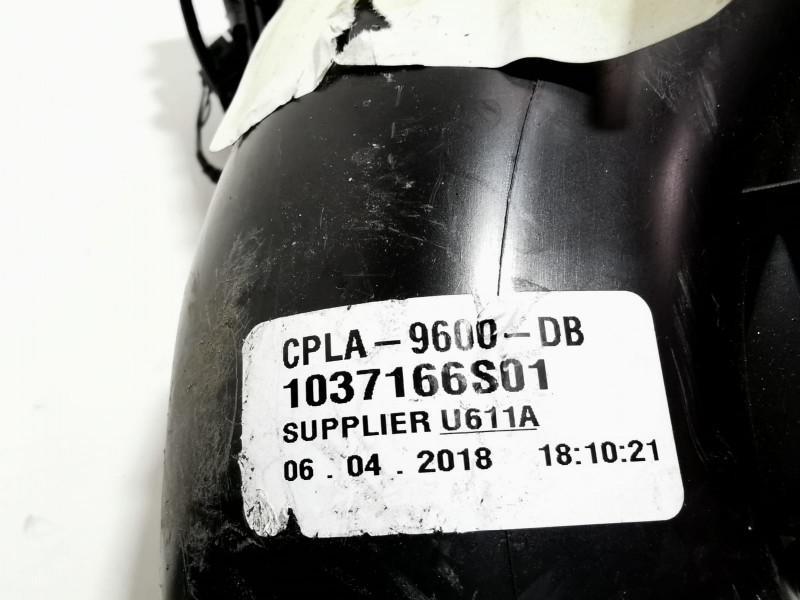 CPLA-9600-DB
1037166S01
SUPPLIER U611A
06 . 04 . 2018 18:10:21